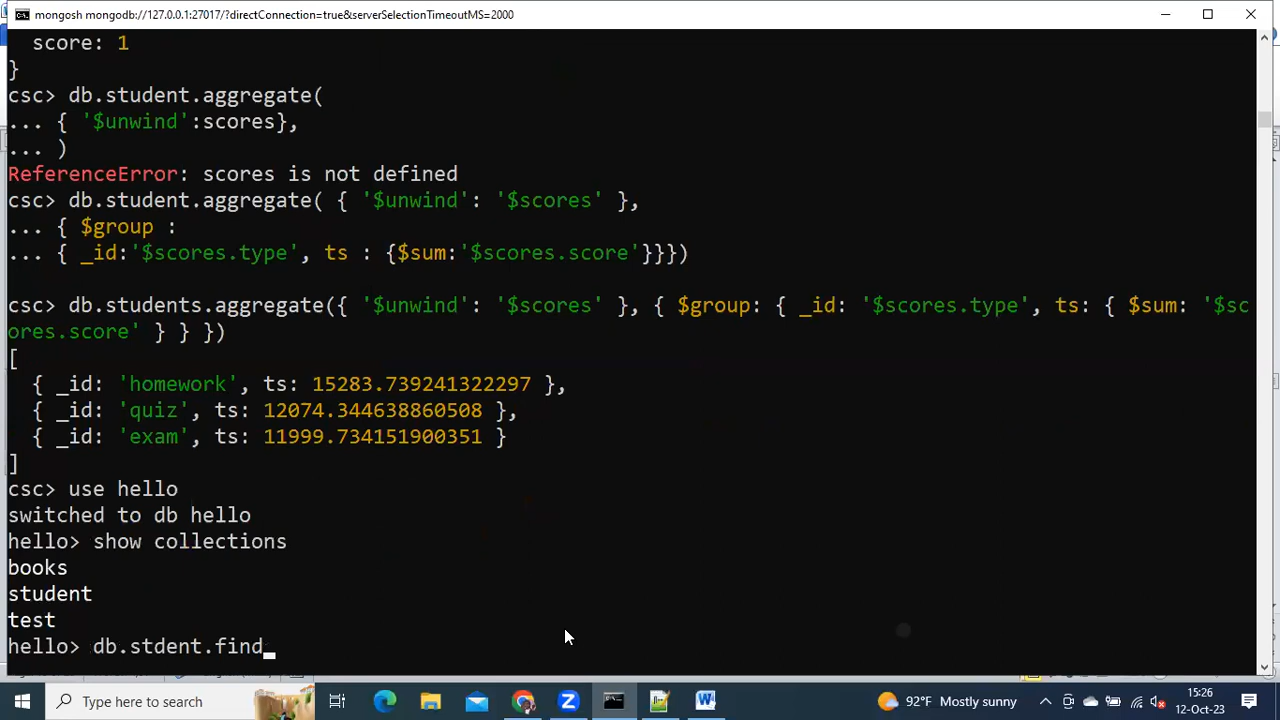 mongosh mongodb://127.0.0.1:27017/?directConnection=true&serverSelectionTimeoutMS=2000
  score: 1
}
csc> db.student.aggregate(
... { '$unwind':scores},
... )
ReferenceError: scores is not defined
csc> db.student.aggregate( { '$unwind': '$scores' },
... { $group :
... { _id:'$scores.type', ts : {$sum:'$scores.score'}}})

csc> db.students.aggregate({ '$unwind': '$scores' }, { $group: { _id: '$scores.type', ts: { $sum: '$sc
ores.score' } } })
[
  { _id: 'homework', ts: 15283.739241322297 },
  { _id: 'quiz', ts: 12074.344638860508 },
  { _id: 'exam', ts: 11999.734151900351 }
]
csc> use hello
switched to db hello
hello> show collections
books
student
test
hello> db.stdent.find_
Type here to search
92°F Mostly sunny
15:26
12-Oct-23